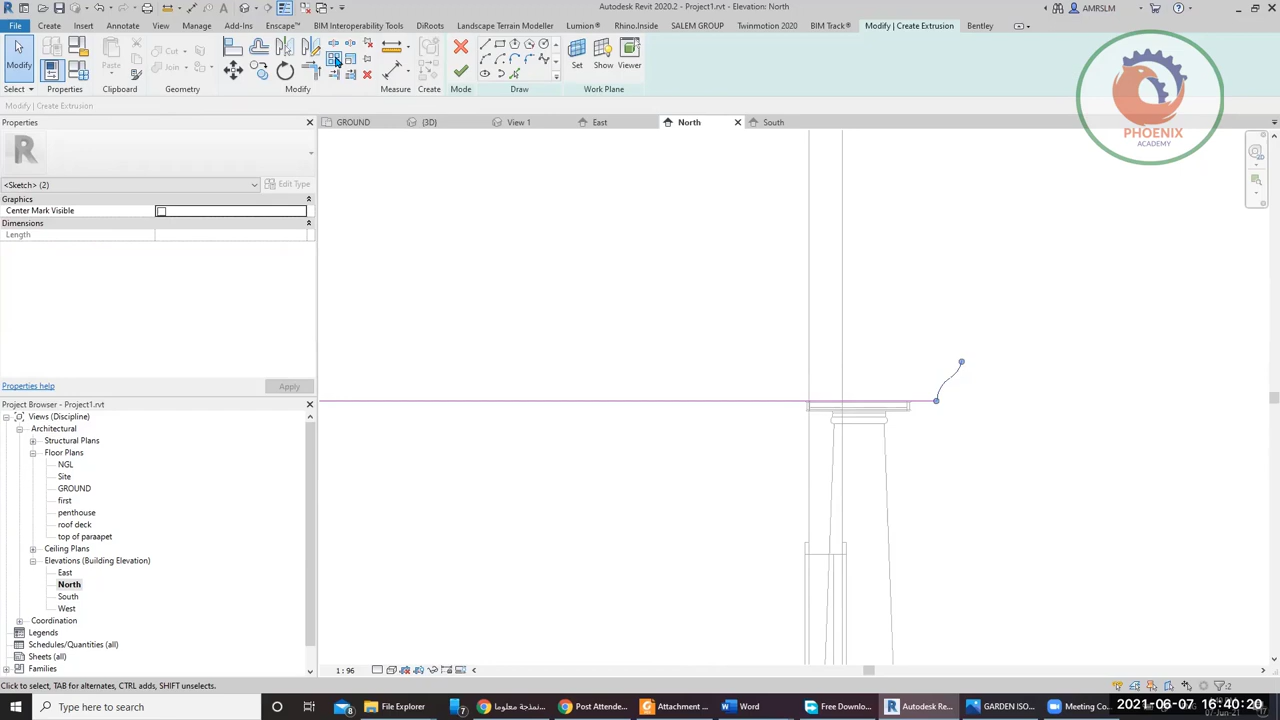 Autodesk Revit 2020.2 - Project1.rvt - Elevation: North
AMRSLM
File Create Insert Annotate View Manage Add-Ins Enscape™ BIM Interoperability Tools DiRoots Landscape Terrain Modeller Lumion® Rhino.Inside SALEM GROUP Twinmotion 2020 BIM Track® Modify | Create Extrusion Bentley
Modify Paste Cut Join Set Show Viewer
Select Properties Clipboard Geometry Modify Measure Create Mode Draw Work Plane
Modify | Create Extrusion
PHOENIX
ACADEMY
Properties
GROUND {3D} View 1 East North South
<Sketch> (2)
Edit Type
Graphics
Center Mark Visible
Dimensions
Length
Properties help
Apply
Project Browser - Project1.rvt
Views (Discipline)
Architectural
Structural Plans
Floor Plans
NGL
Site
GROUND
first
penthouse
roof deck
top of paraapet
Ceiling Plans
Elevations (Building Elevation)
East
North
South
West
Coordination
Legends
Schedules/Quantities (all)
Sheets (all)
Families
1 : 96
Click to select, TAB for alternates, CTRL adds, SHIFT unselects.
:2
2021-06-07 16:40:20
Type here to search
8
File Explorer
7
نمذجة معلوما
Post Attende...
Attachment ...
Word
Free Downlo...
Autodesk Re...
GARDEN ISO...
Meeting Co...